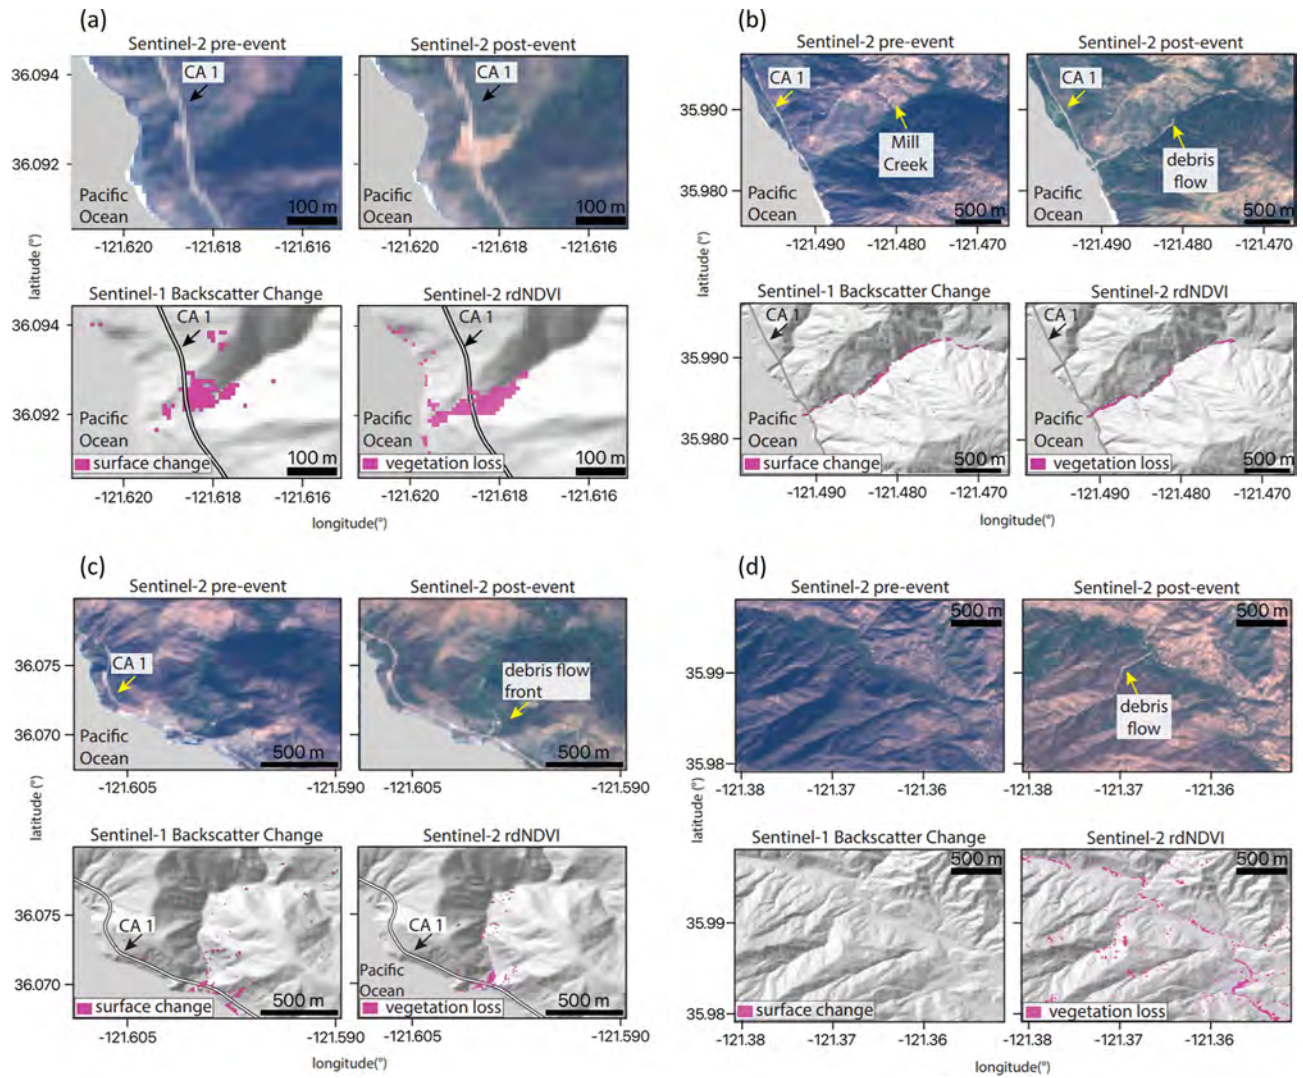 (a)
Sentinel-2 pre-event
Sentinel-2 post-event
36.094
36.092
CA 1
CA 1
Pacific
Ocean
Pacific
Ocean
100 m
100 m
-121.620
-121.618
-121.616
-121.620
-121.618
-121.616
latitude (°)
Sentinel-1 Backscatter Change
Sentinel-2 rdNDVI
36.094
36.092
CA 1
CA 1
Pacific
Ocean
Pacific
Ocean
surface change
100 m
vegetation loss
100 m
-121.620
-121.618
-121.616
-121.620
-121.618
-121.616
longitude(°)
(b)
Sentinel-2 pre-event
Sentinel-2 post-event
35.990
35.980
CA 1
CA 1
Mill
Creek
debris
flow
Pacific
Ocean
Pacific
Ocean
500 m
500 m
-121.490
-121.480
-121.470
-121.490
-121.480
-121.470
latitude (°)
Sentinel-1 Backscatter Change
Sentinel-2 rdNDVI
35.990
35.980
CA 1
CA 1
Pacific
Ocean
Pacific
Ocean
surface change
500 m
vegetation loss
500 m
-121.490
-121.480
-121.470
-121.490
-121.480
-121.470
longitude (°)
(c)
Sentinel-2 pre-event
Sentinel-2 post-event
36.075
36.070
CA 1
debris flow
front
Pacific
Ocean
500 m
500 m
-121.605
-121.590
-121.605
-121.590
latitude (°)
Sentinel-1 Backscatter Change
Sentinel-2 rdNDVI
36.075
36.070
CA 1
CA 1
Pacific
Ocean
surface change
500 m
vegetation loss
500 m
-121.605
-121.590
-121.605
-121.590
longitude (°)
(d)
Sentinel-2 pre-event
Sentinel-2 post-event
500 m
500 m
35.99
35.98
debris
flow
-121.38
-121.37
-121.36
-121.38
-121.37
-121.36
latitude (°)
Sentinel-1 Backscatter Change
Sentinel-2 rdNDVI
500 m
500 m
35.99
35.98
surface change
vegetation loss
-121.38
-121.37
-121.36
-121.38
-121.37
-121.36
longitude (°)